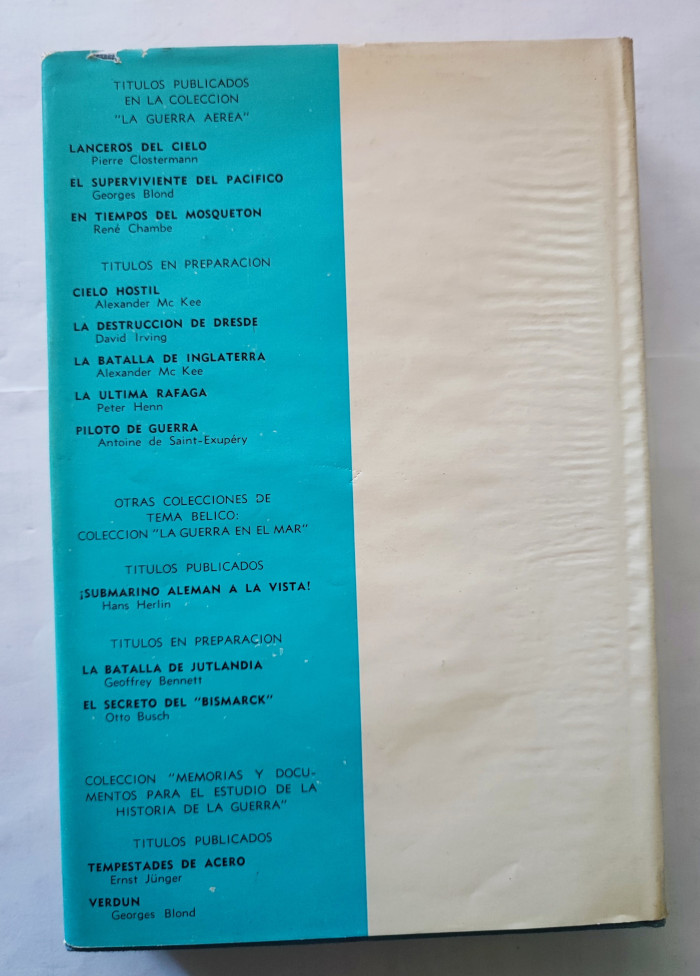 TITULOS PUBLICADOS
EN LA COLECCION
"LA GUERRA AEREA"
LANCEROS DEL CIELO
Pierre Clostermann
EL SUPERVIVIENTE DEL PACIFICO
Georges Blond
EN TIEMPOS DEL MOSQUETON
René Chambe
TITULOS EN PREPARACION
CIELO HOSTIL
Alexander Mc Kee
LA DESTRUCCION DE DRESDE
David Irving
LA BATALLA DE INGLATERRA
Alexander Mc Kee
LA ULTIMA RAFAGA
Peter Henn
PILOTO DE GUERRA
Antoine de Saint-Exupéry
OTRAS COLECCIONES DE
TEMA BELICO:
COLECCION "LA GUERRA EN EL MAR"
TITULOS PUBLICADOS
¡SUBMARINO ALEMAN A LA VISTA!
Hans Herlin
TITULOS EN PREPARACION
LA BATALLA DE JUTLANDIA
Geoffrey Bennett
EL SECRETO DEL "BISMARCK"
Otto Busch
COLECCION "MEMORIAS Y DOCU-
MENTOS PARA EL ESTUDIO DE LA
HISTORIA DE LA GUERRA"
TITULOS PUBLICADOS
TEMPESTADES DE ACERO
Ernst Jünger
VERDUN
Georges Blond